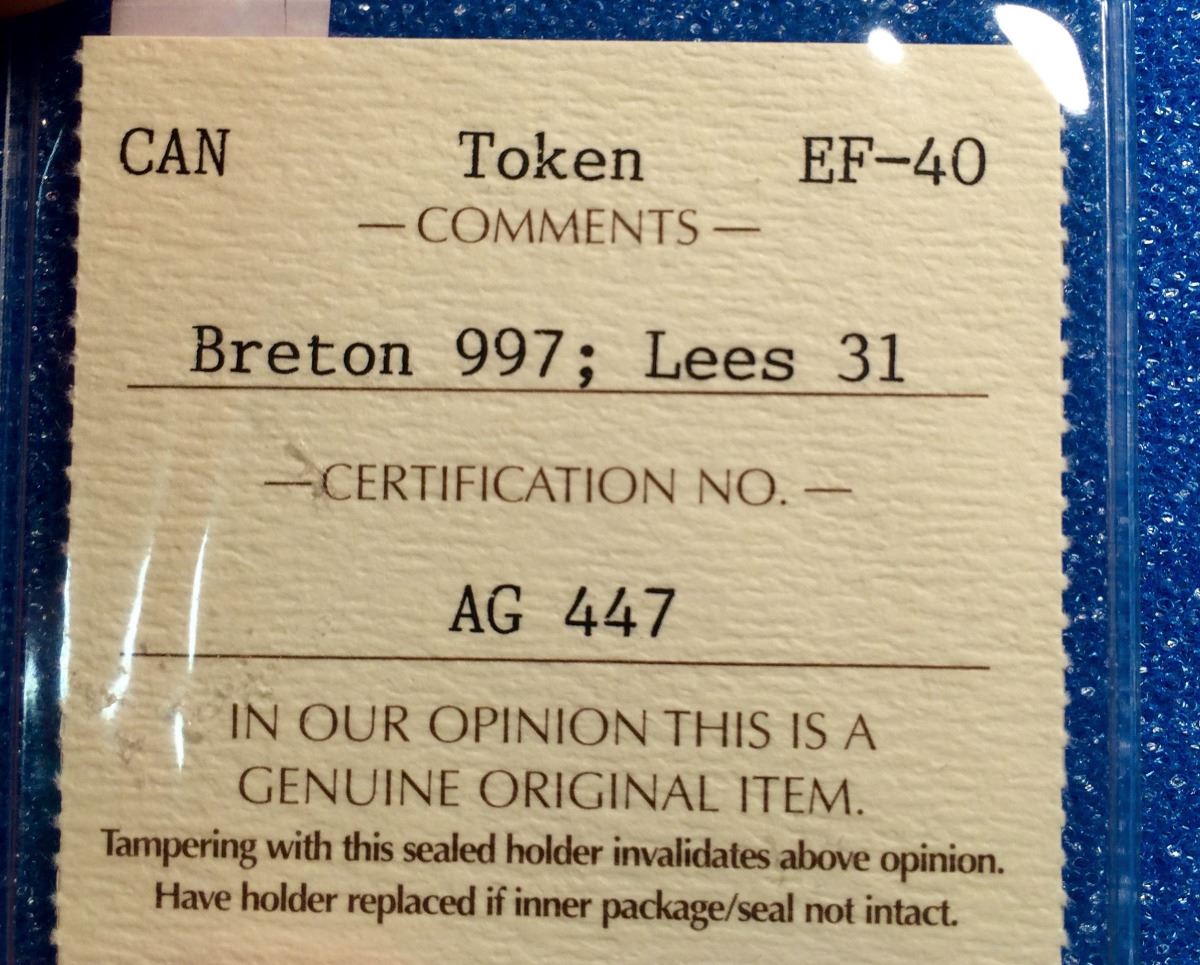 CAN Token EF-40
— COMMENTS —
Breton 997; Lees 31
— CERTIFICATION NO. —
AG 447
IN OUR OPINION THIS IS A
GENUINE ORIGINAL ITEM.
Tampering with this sealed holder invalidates above opinion.
Have holder replaced if inner package/seal not intact.